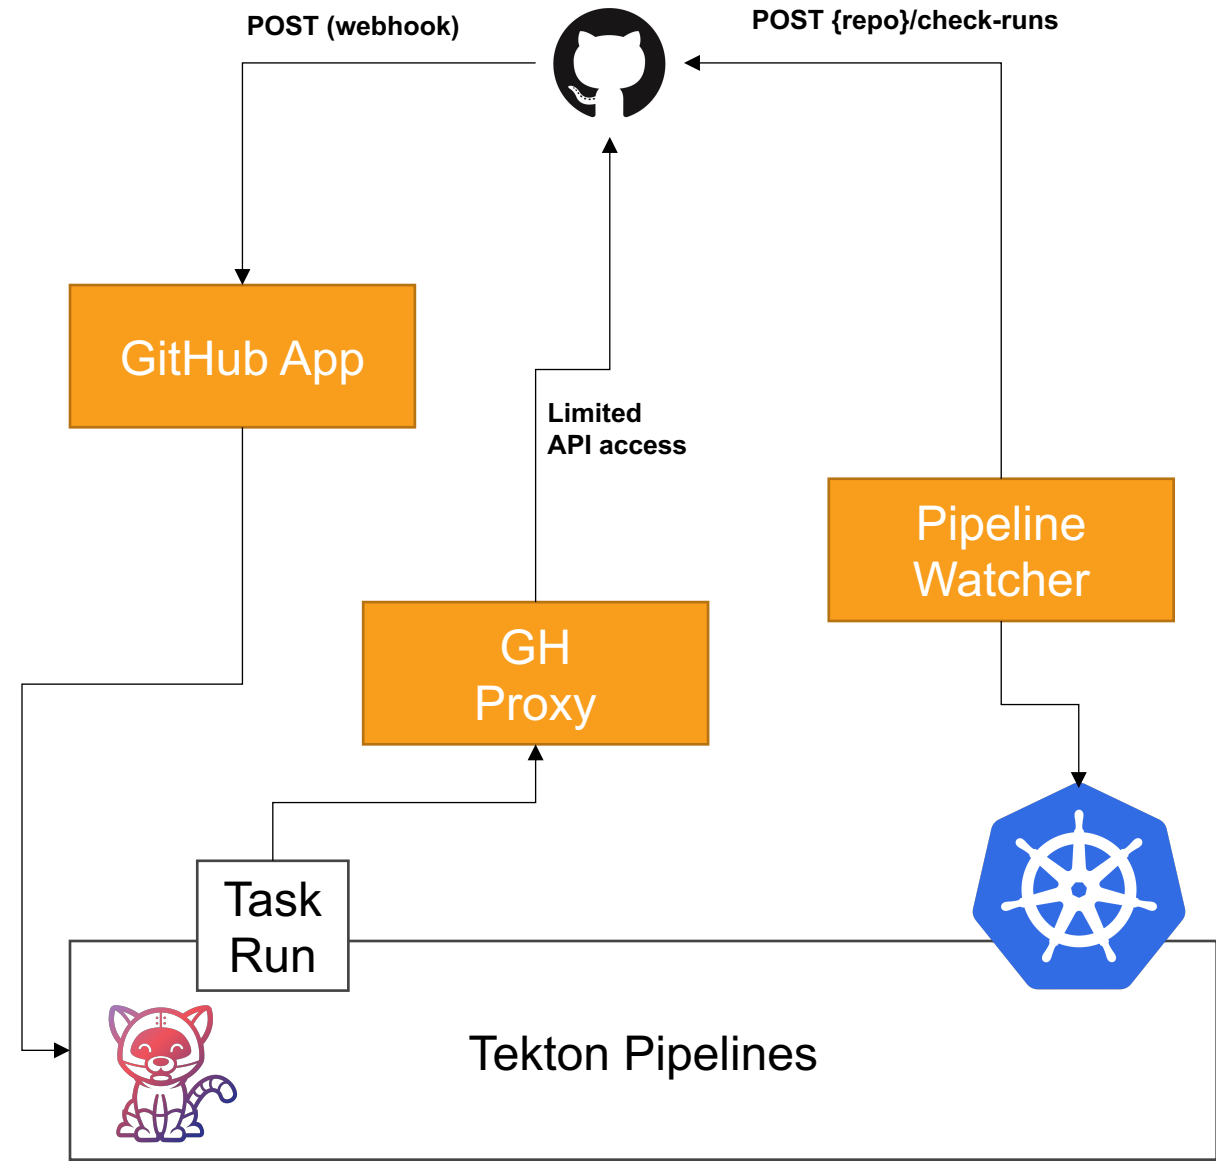 POST (webhook)
POST {repo}/check-runs
GitHub App
Limited
API access
Pipeline
Watcher
GH
Proxy
Task
Run
Tekton Pipelines